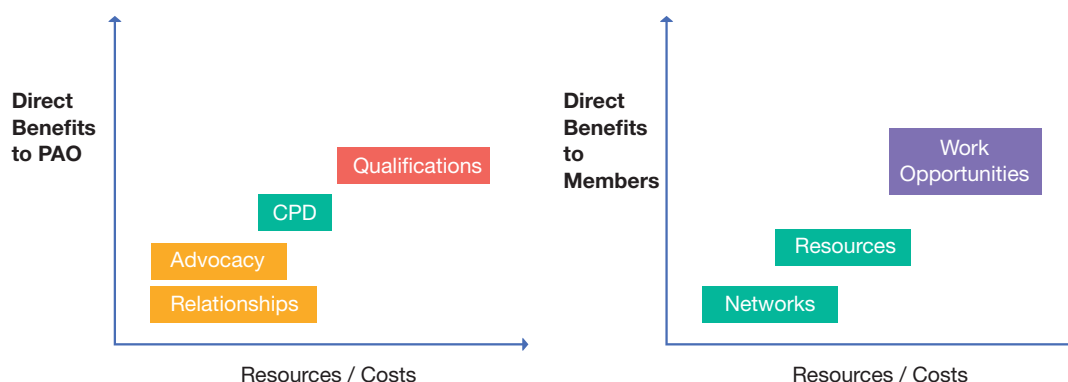 Direct
Benefits
to PAO
Qualifications
CPD
Advocacy
Relationships
Resources / Costs
Direct
Benefits
to
Members
Work
Opportunities
Resources
Networks
Resources / Costs